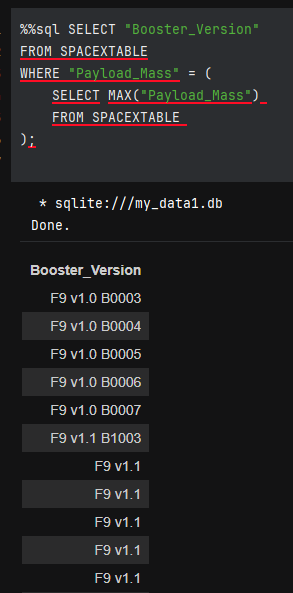 %%sql SELECT "Booster_Version"
FROM SPACEXTABLE
WHERE "Payload_Mass" = (
    SELECT MAX("Payload_Mass")
    FROM SPACEXTABLE
);
* sqlite:///my_data1.db
Done.
Booster_Version
F9 v1.0 B0003
F9 v1.0 B0004
F9 v1.0 B0005
F9 v1.0 B0006
F9 v1.0 B0007
F9 v1.1 B1003
F9 v1.1
F9 v1.1
F9 v1.1
F9 v1.1
F9 v1.1